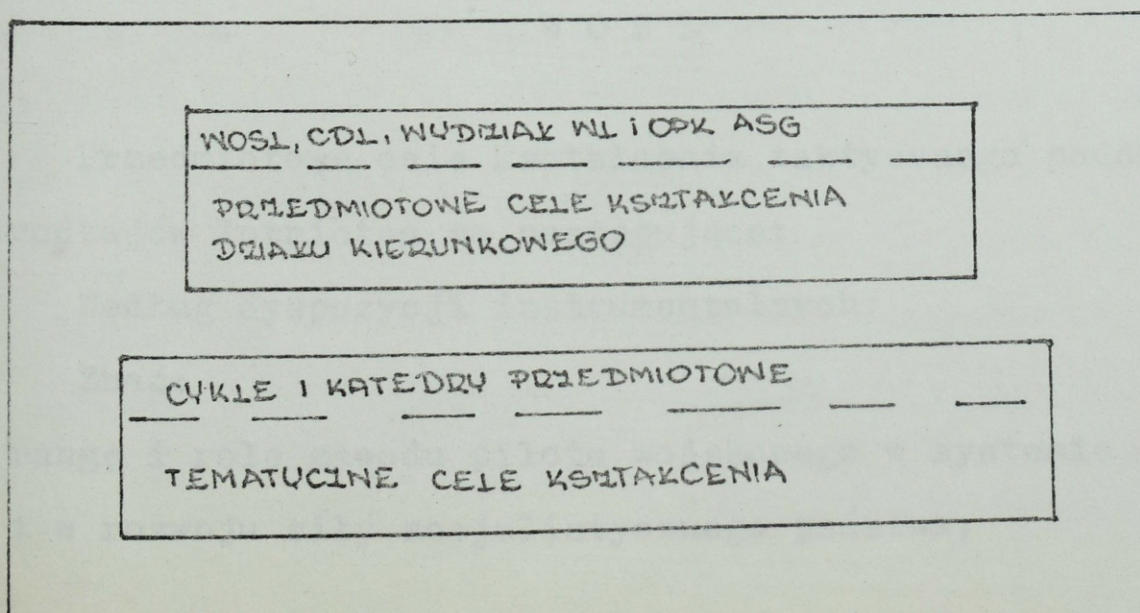 WOSL, CDL, WYDZIAŁ WL i OPK ASG
PRZEDMIOTOWE CELE KSZTAŁCENIA
DZIAŁU KIERUNKOWEGO
CYKLE I KATEDRY PRZEDMIOTOWE
TEMATYCZNE CELE KSZTAŁCENIA